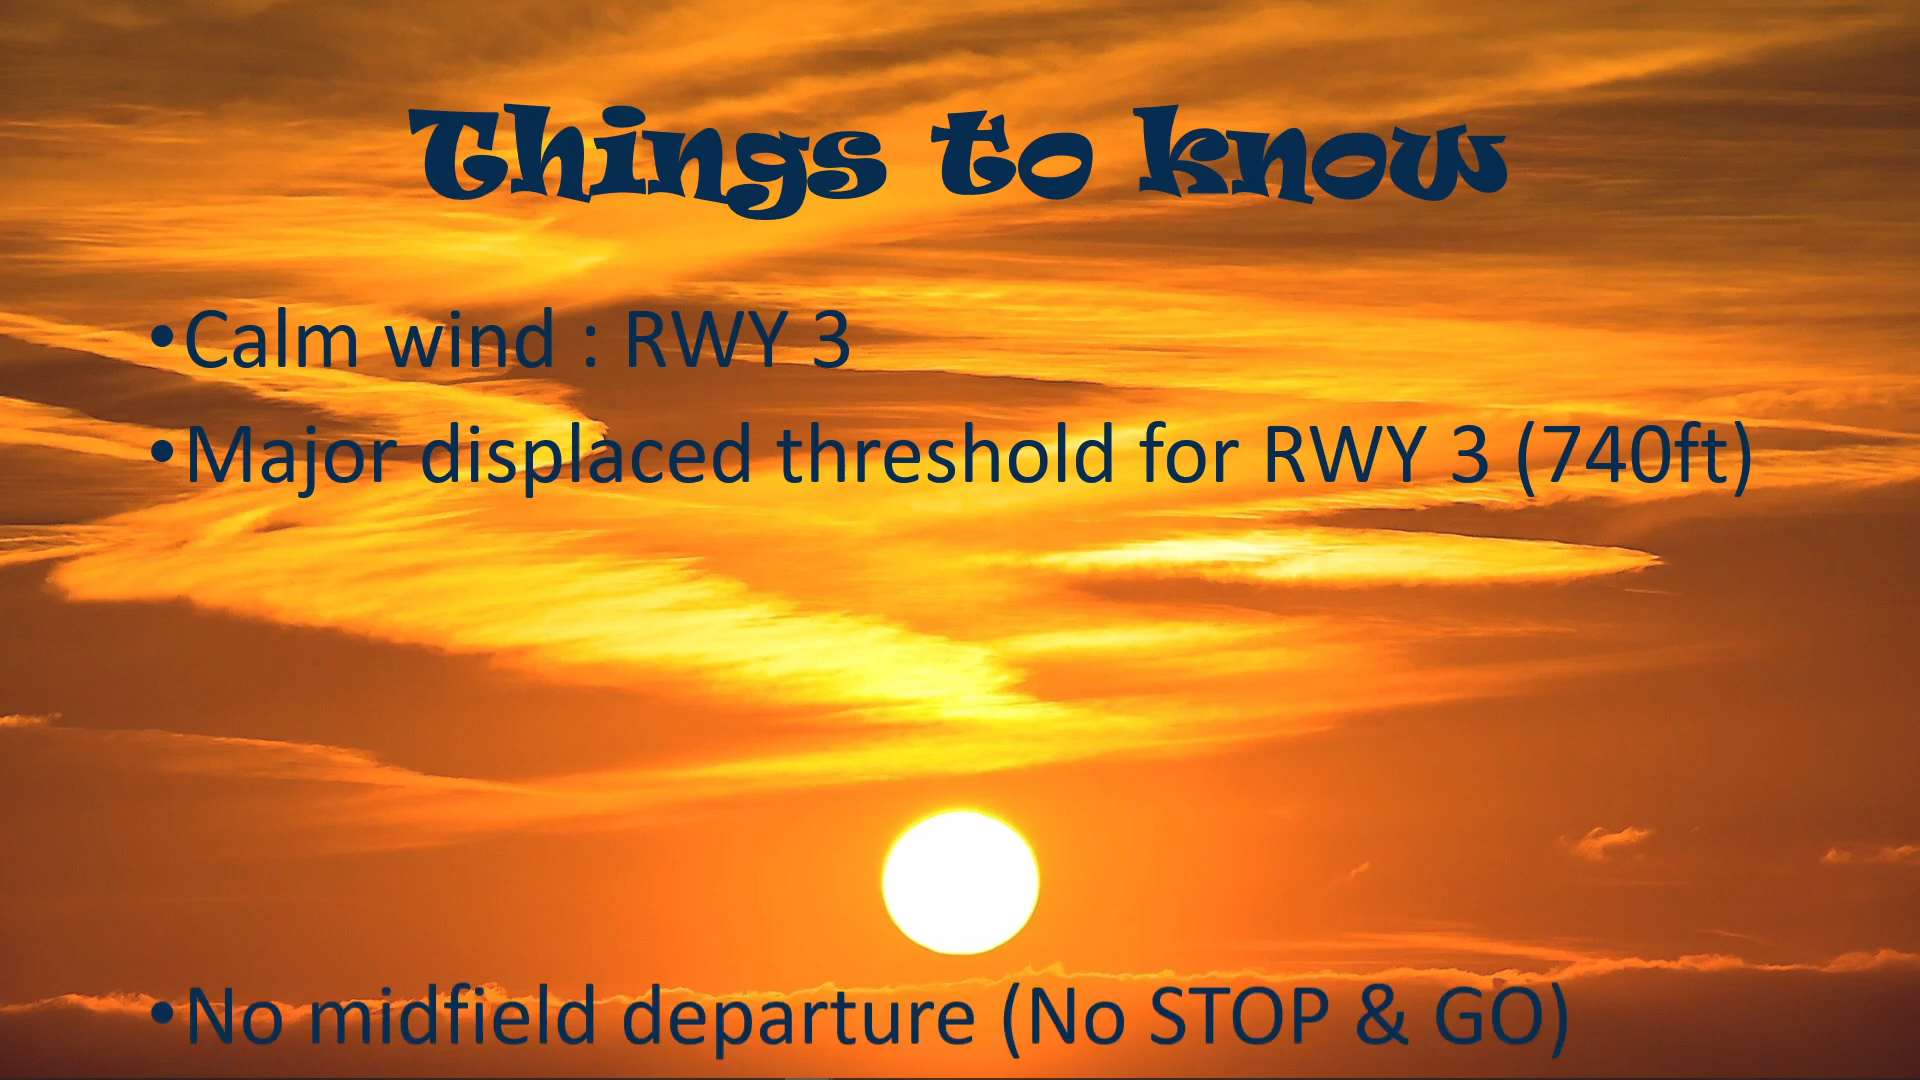 Things to know
•Calm wind : RWY 3
•Major displaced threshold for RWY 3 (740ft)
•No midfield departure (No STOP & GO)